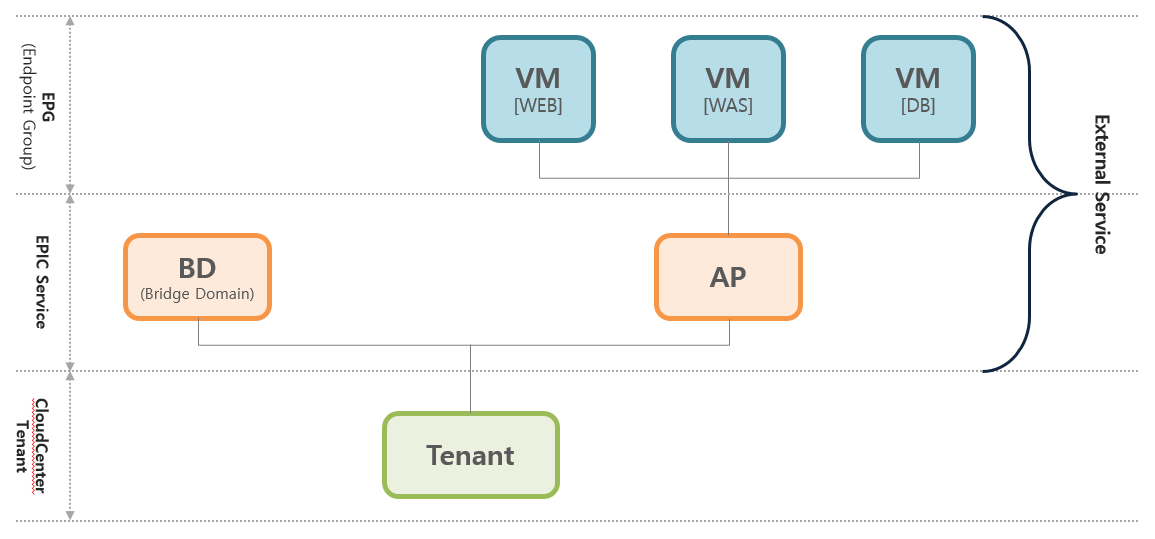 EPG
(Endpoint Group)
VM
[WEB]
VM
[WAS]
VM
[DB]
External Service
EPIC Service
BD
(Bridge Domain)
AP
CloudCenter
Tenant
Tenant